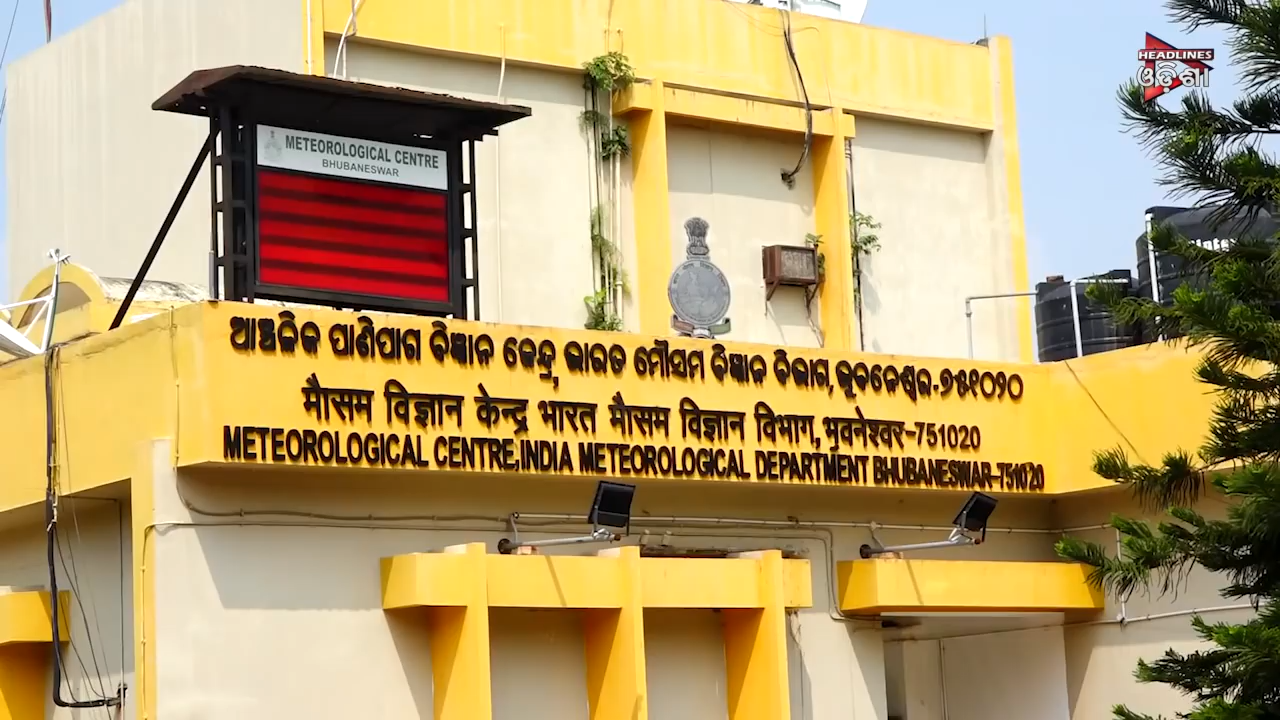 HEADLINES
ଓଡ଼ିଶା
METEOROLOGICAL CENTRE
BHUBANESWAR
ଆଞ୍ଚଳିକ ପାଣିପାଗ ବିଜ୍ଞାନ କେନ୍ଦ୍ର, ଭାରତ ମୌସମ ବିଜ୍ଞାନ ବିଭାଗ, ଭୁବନେଶ୍ୱର-୭୫୧୦୨୦
मौसम विज्ञान केन्द्र भारत मौसम विज्ञान विभाग, भुवनेश्वर-751020
METEOROLOGICAL CENTRE,INDIA METEOROLOGICAL DEPARTMENT BHUBANESWAR-751020